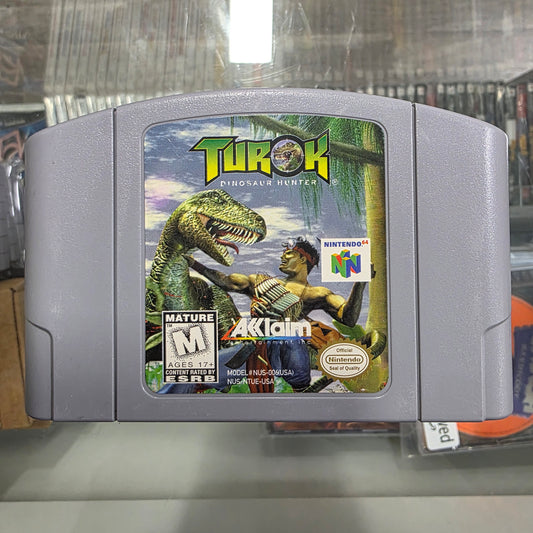 TUROK
DINOSAUR HUNTER ®
NINTENDO 64
N
MATURE
M
AGES 17+
CONTENT RATED BY
ESRB
AKKlaim
entertainment, inc.
Official
Nintendo
Seal of Quality
MODEL# NUS-006(USA)
NUS-NTUE-USA